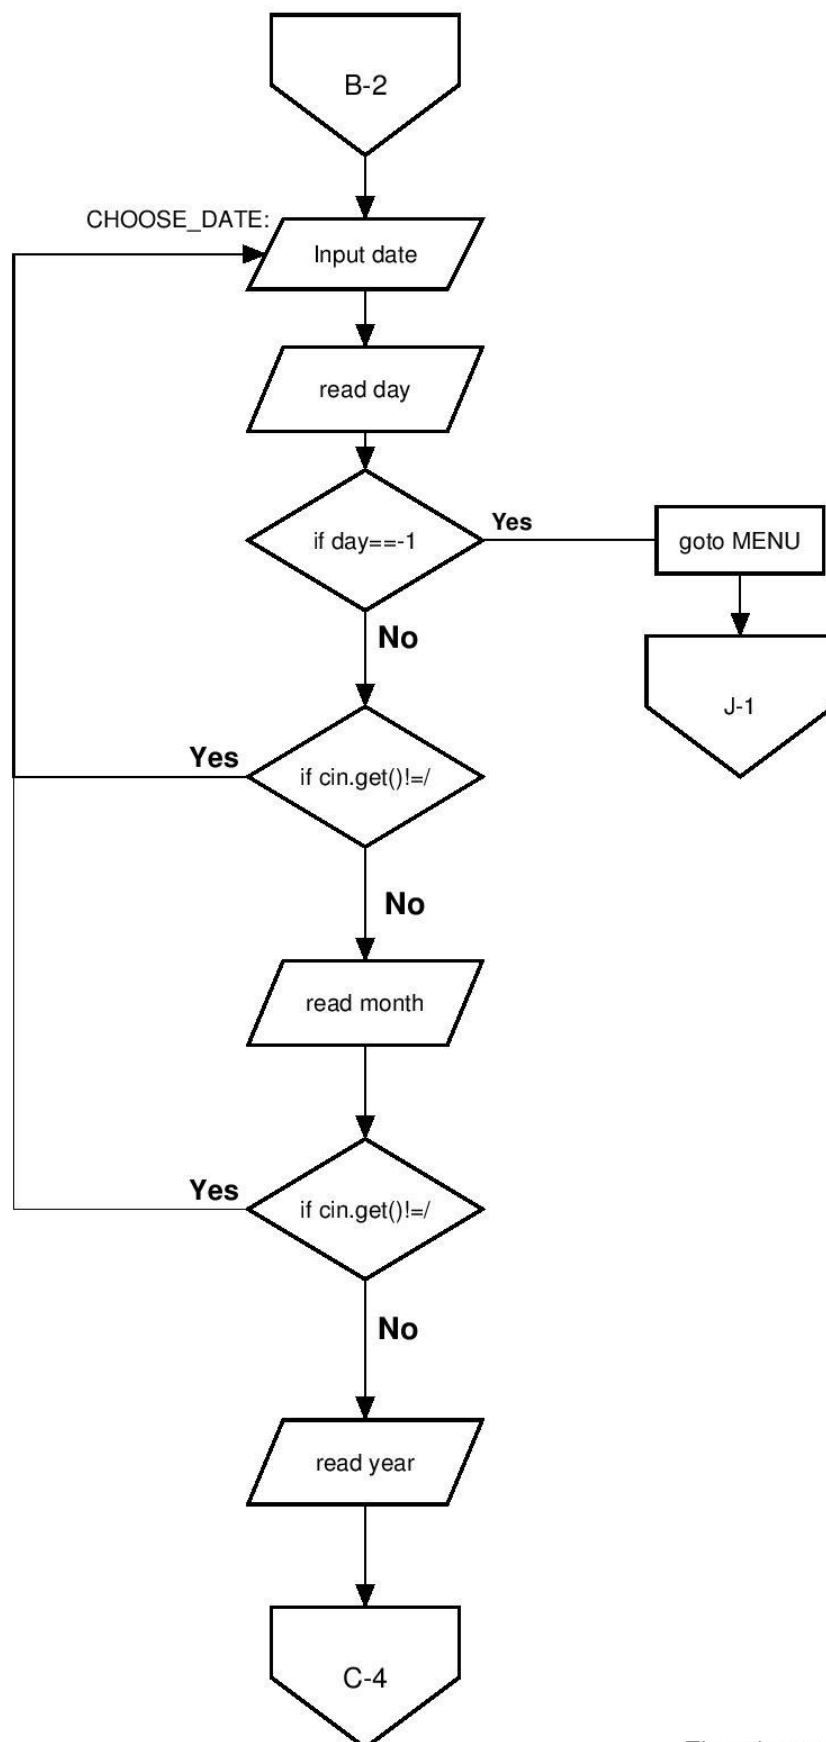 B-2
CHOOSE_DATE:
Input date
read day
if day==-1
Yes
goto MENU
No
J-1
Yes
if cin.get()!=/
No
read month
Yes
if cin.get()!=/
No
read year
C-4